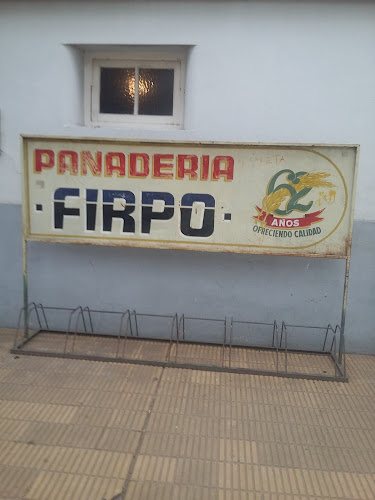 PANADERIA
· FIRPO ·
62
AÑOS
OFRECIENDO CALIDAD